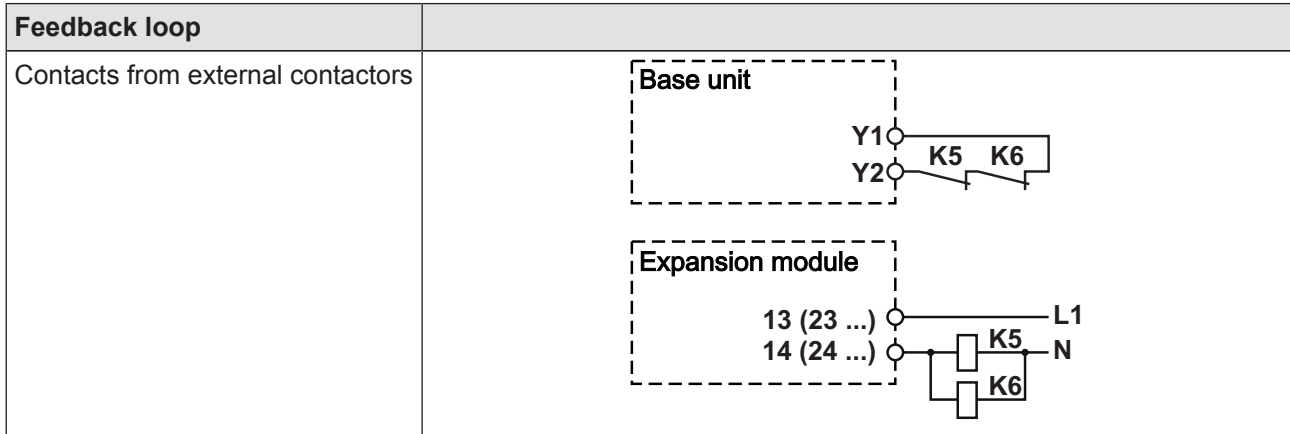 Feedback loop
Contacts from external contactors
Base unit
Y1
K5 K6
Y2
Expansion module
13 (23 ...) L1
14 (24 ...) K5 N
K6